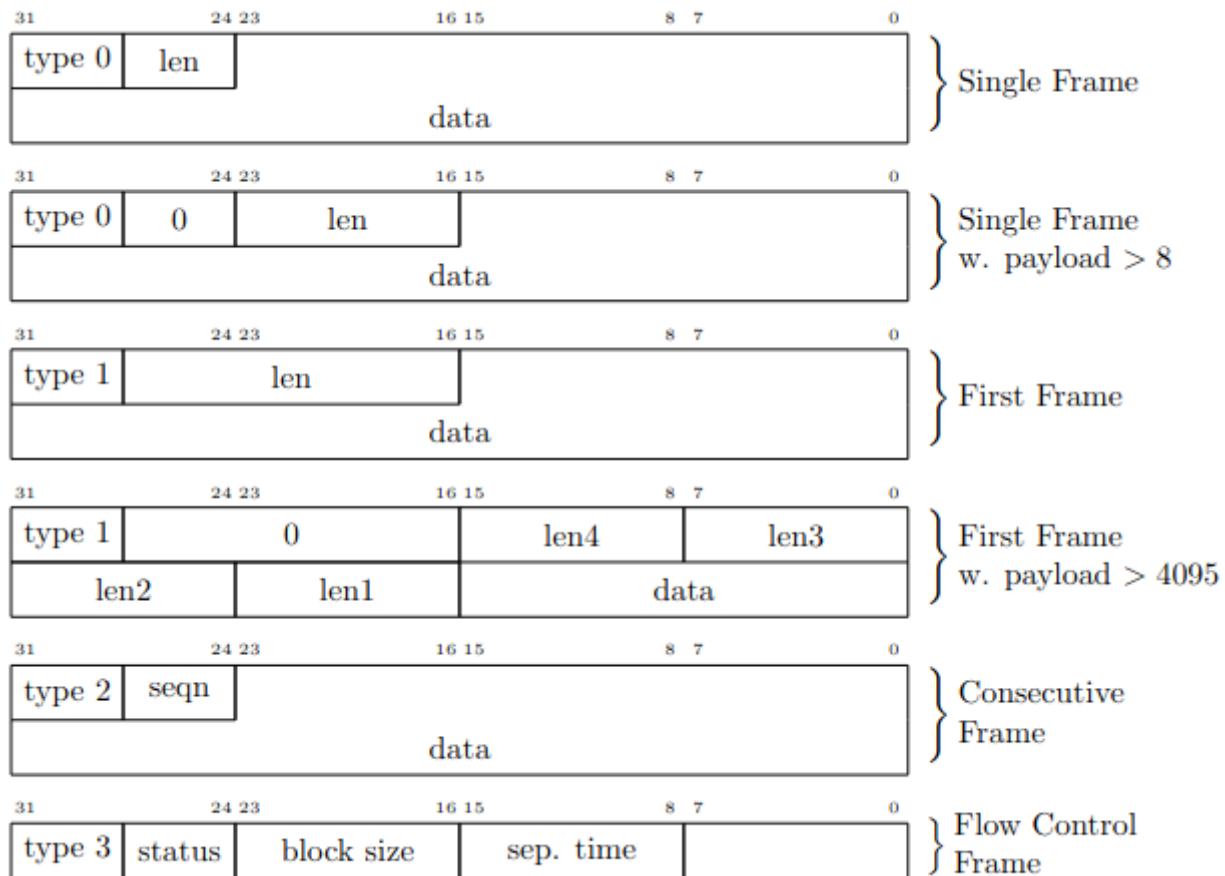 31 24 23 16 15 8 7 0
type 0 len
Single Frame
data
31 24 23 16 15 8 7 0
type 0 0 len
Single Frame
w. payload > 8
data
31 24 23 16 15 8 7 0
type 1 len
First Frame
data
31 24 23 16 15 8 7 0
type 1 0 len4 len3
First Frame
w. payload > 4095
len2 len1 data
31 24 23 16 15 8 7 0
type 2 seqn
Consecutive
Frame
data
31 24 23 16 15 8 7 0
type 3 status block size sep. time
Flow Control
Frame